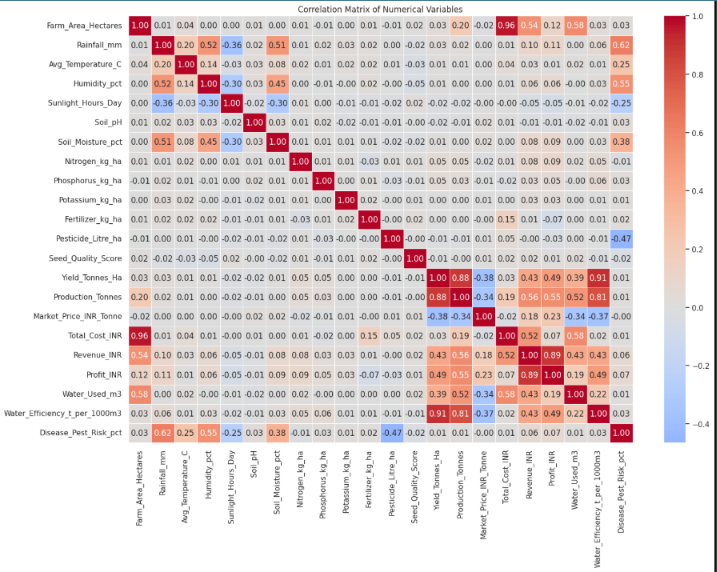 Correlation Matrix of Numerical Variables
Farm_Area_Hectares 1.00 0.01 0.04 0.00 0.00 -0.01 0.01 0.01 -0.01 0.01 0.01 -0.01 0.02 0.03 0.20 -0.02 0.96 0.54 0.12 0.58 0.03 0.03
Rainfall_mm 0.01 1.00 0.20 0.52 -0.36 0.02 0.51 0.01 0.02 0.03 0.02 0.00 -0.02 0.03 0.02 0.00 0.01 0.10 0.11 0.00 0.06 0.62
Avg_Temperature_C 0.04 0.20 1.00 0.14 -0.03 0.03 0.08 0.02 0.01 0.00 0.02 0.01 -0.03 0.01 0.01 0.01 0.04 0.03 0.01 0.02 0.01 0.25
Humidity_pct 0.00 0.52 0.14 1.00 -0.30 0.02 0.45 0.00 0.01 0.02 0.02 -0.00 -0.05 0.02 0.00 0.01 0.01 0.06 0.06 -0.00 0.03 0.55
Sunlight_Hours_Day 0.00 -0.36 -0.03 -0.30 1.00 -0.02 -0.30 0.01 0.00 -0.01 -0.01 -0.01 0.02 -0.01 -0.02 0.00 -0.00 -0.05 -0.05 -0.01 -0.02 -0.25
Soil_pH -0.01 0.02 0.03 0.02 -0.02 1.00 0.03 0.01 0.02 -0.02 0.02 -0.01 0.01 -0.02 -0.02 0.00 -0.01 -0.01 0.01 -0.02 -0.01 0.03
Soil_Moisture_pct 0.01 0.51 0.08 0.45 -0.30 0.03 1.00 0.01 0.01 0.01 0.01 -0.00 0.00 0.01 -0.01 0.01 0.00 0.08 0.09 -0.01 0.03 0.38
Nitrogen_kg_ha 0.01 0.01 0.02 0.00 0.01 0.01 0.01 1.00 0.01 0.01 -0.03 0.01 -0.01 0.05 0.05 -0.02 0.01 0.08 0.09 0.02 0.05 -0.01
Phosphorus_kg_ha -0.01 0.02 0.01 0.01 0.00 0.02 0.01 0.01 1.00 0.01 0.01 -0.03 0.01 0.05 0.03 -0.01 -0.02 0.03 0.05 -0.00 0.06 0.03
Potassium_kg_ha 0.01 0.03 0.00 0.02 -0.01 -0.02 0.01 0.01 0.01 1.00 0.02 -0.00 0.02 0.00 0.00 -0.00 0.01 0.03 0.03 0.00 0.01 0.01
Fertilizer_kg_ha 0.01 0.02 0.02 0.02 -0.01 0.02 0.01 -0.03 0.01 0.02 1.00 -0.00 0.02 0.00 0.00 0.00 0.15 0.01 -0.07 0.01 0.01 0.02
Pesticide_Litre_ha -0.01 0.00 0.01 -0.00 -0.01 -0.01 -0.00 0.01 -0.03 -0.00 -0.00 1.00 -0.00 -0.01 -0.01 0.01 0.05 -0.00 -0.03 0.00 -0.01 -0.47
Seed_Quality_Score 0.02 -0.02 -0.03 -0.05 0.02 0.01 0.00 -0.01 0.01 0.02 0.02 -0.00 1.00 -0.01 -0.00 0.01 0.02 0.02 0.01 0.02 -0.01 -0.02
Yield_Tonnes_Ha 0.03 0.03 0.01 0.02 -0.01 -0.02 0.01 0.05 0.05 0.00 0.00 -0.01 -0.01 1.00 0.88 -0.38 0.03 0.43 0.49 0.39 0.91 0.01
Production_Tonnes 0.20 0.02 0.01 0.00 -0.02 -0.02 -0.01 0.05 0.03 0.00 0.00 -0.01 -0.00 0.88 1.00 -0.34 0.19 0.56 0.55 0.52 0.81 0.01
Market_Price_INR_Tonne -0.02 0.00 0.01 0.01 0.00 0.00 0.01 -0.02 -0.01 -0.00 0.00 0.01 0.01 -0.38 -0.34 1.00 -0.02 0.18 0.23 -0.34 -0.37 -0.00
Total_Cost_INR 0.96 0.01 0.04 0.01 -0.00 -0.01 0.00 0.01 -0.02 0.01 0.15 0.05 0.02 0.03 0.19 -0.02 1.00 0.52 0.07 0.58 0.02 0.01
Revenue_INR 0.54 0.10 0.03 0.06 -0.05 -0.01 0.08 0.08 0.03 0.03 0.01 -0.00 0.02 0.43 0.56 0.18 0.52 1.00 0.89 0.43 0.43 0.06
Profit_INR 0.12 0.11 0.01 0.06 -0.05 0.01 0.09 0.09 0.05 0.03 -0.07 -0.03 0.01 0.49 0.55 0.23 0.07 0.89 1.00 0.19 0.49 0.07
Water_Used_m3 0.58 0.00 0.02 -0.00 -0.01 -0.02 -0.01 0.02 -0.00 0.00 0.01 0.00 0.02 0.39 0.52 -0.34 0.58 0.43 0.19 1.00 0.22 0.01
Water_Efficiency_t_per_1000m3 0.03 0.06 0.01 0.03 -0.02 -0.01 0.03 0.05 0.06 0.01 0.01 -0.01 -0.01 0.91 0.81 -0.37 0.02 0.43 0.49 0.22 1.00 0.03
Disease_Pest_Risk_pct 0.03 0.62 0.25 0.55 -0.25 0.03 0.38 -0.01 0.03 0.01 0.02 -0.47 -0.02 0.01 0.01 -0.00 0.01 0.06 0.07 0.01 0.03 1.00
Farm_Area_Hectares
Rainfall_mm
Avg_Temperature_C
Humidity_pct
Sunlight_Hours_Day
Soil_pH
Soil_Moisture_pct
Nitrogen_kg_ha
Phosphorus_kg_ha
Potassium_kg_ha
Fertilizer_kg_ha
Pesticide_Litre_ha
Seed_Quality_Score
Yield_Tonnes_Ha
Production_Tonnes
Market_Price_INR_Tonne
Total_Cost_INR
Revenue_INR
Profit_INR
Water_Used_m3
Water_Efficiency_t_per_1000m3
Disease_Pest_Risk_pct
1.0
0.8
0.6
0.4
0.2
0.0
−0.2
−0.4